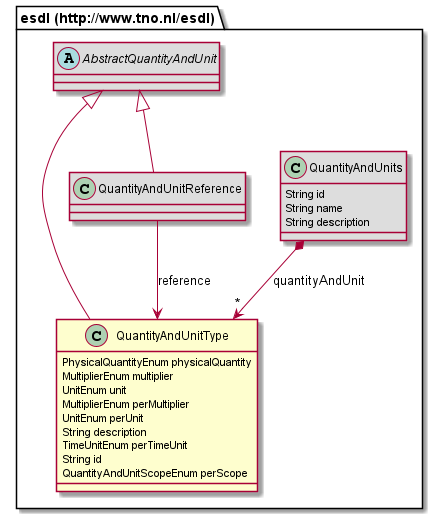 esdl (http://www.tno.nl/esdl)
A AbstractQuantityAndUnit
C QuantityAndUnitReference
C QuantityAndUnits
String id
String name
String description
reference
quantityAndUnit
*
C QuantityAndUnitType
PhysicalQuantityEnum physicalQuantity
MultiplierEnum multiplier
UnitEnum unit
MultiplierEnum perMultiplier
UnitEnum perUnit
String description
TimeUnitEnum perTimeUnit
String id
QuantityAndUnitScopeEnum perScope